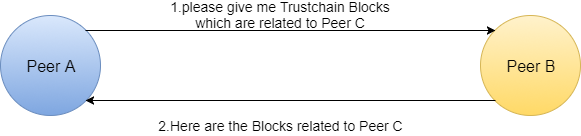 1.please give me Trustchain Blocks
which are related to Peer C
Peer A
Peer B
2.Here are the Blocks related to Peer C